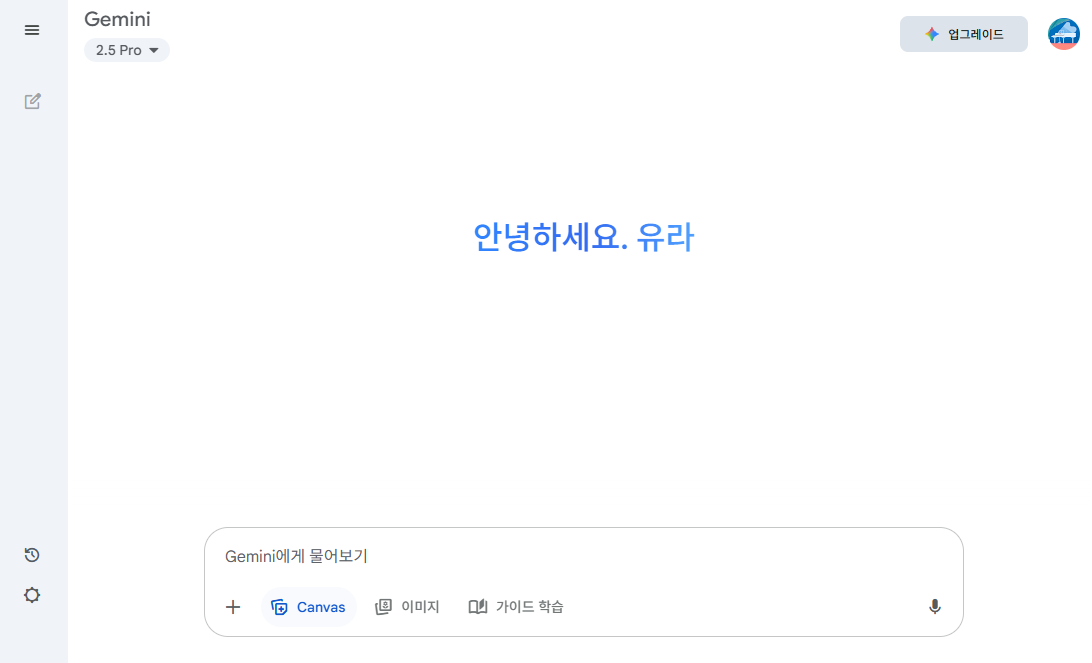 Gemini
2.5 Pro
업그레이드
안녕하세요. 유라
Gemini에게 물어보기
Canvas 이미지 가이드 학습